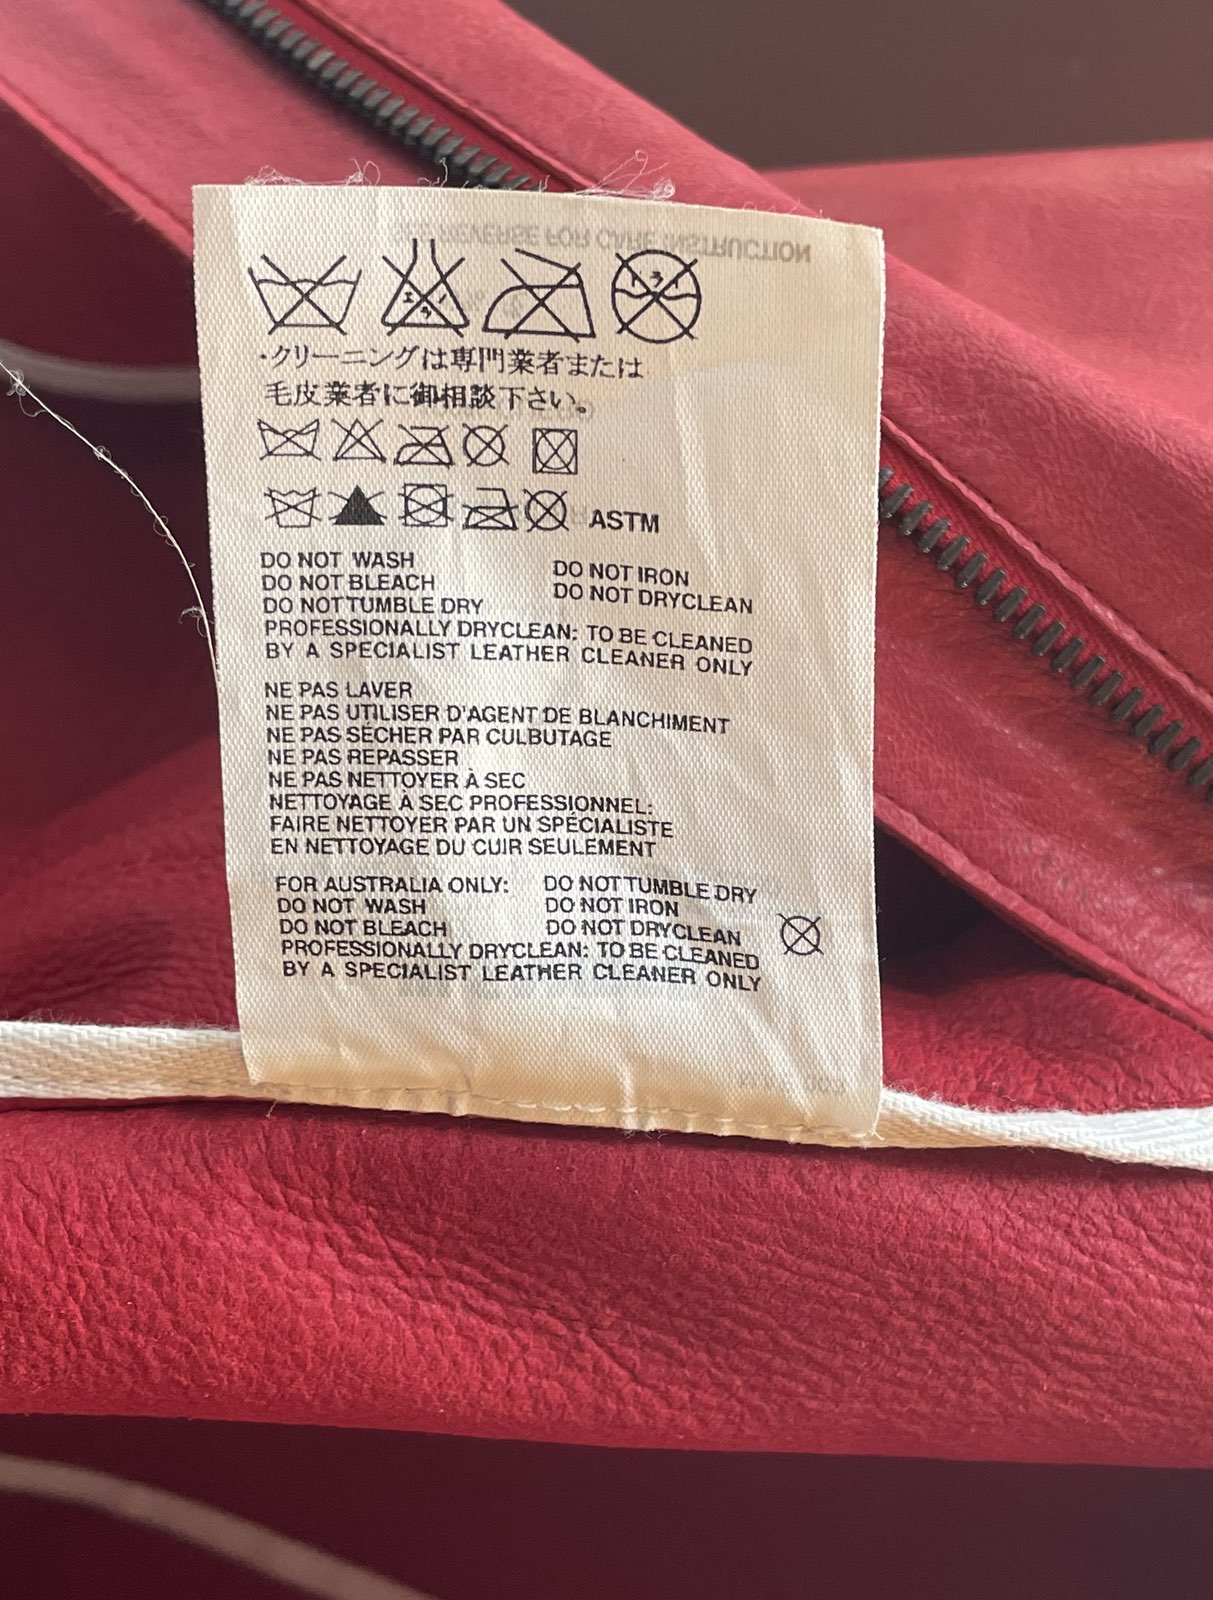 ・クリーニングは専門業者または
毛皮業者に御相談下さい。
ASTM
DO NOT WASH
DO NOT BLEACH
DO NOT TUMBLE DRY
DO NOT IRON
DO NOT DRYCLEAN
PROFESSIONALLY DRYCLEAN: TO BE CLEANED
BY A SPECIALIST LEATHER CLEANER ONLY
NE PAS LAVER
NE PAS UTILISER D'AGENT DE BLANCHIMENT
NE PAS SÉCHER PAR CULBUTAGE
NE PAS REPASSER
NE PAS NETTOYER À SEC
NETTOYAGE À SEC PROFESSIONNEL:
FAIRE NETTOYER PAR UN SPÉCIALISTE
EN NETTOYAGE DU CUIR SEULEMENT
FOR AUSTRALIA ONLY:
DO NOT WASH
DO NOT BLEACH
DO NOT TUMBLE DRY
DO NOT IRON
DO NOT DRYCLEAN
PROFESSIONALLY DRYCLEAN: TO BE CLEANED
BY A SPECIALIST LEATHER CLEANER ONLY